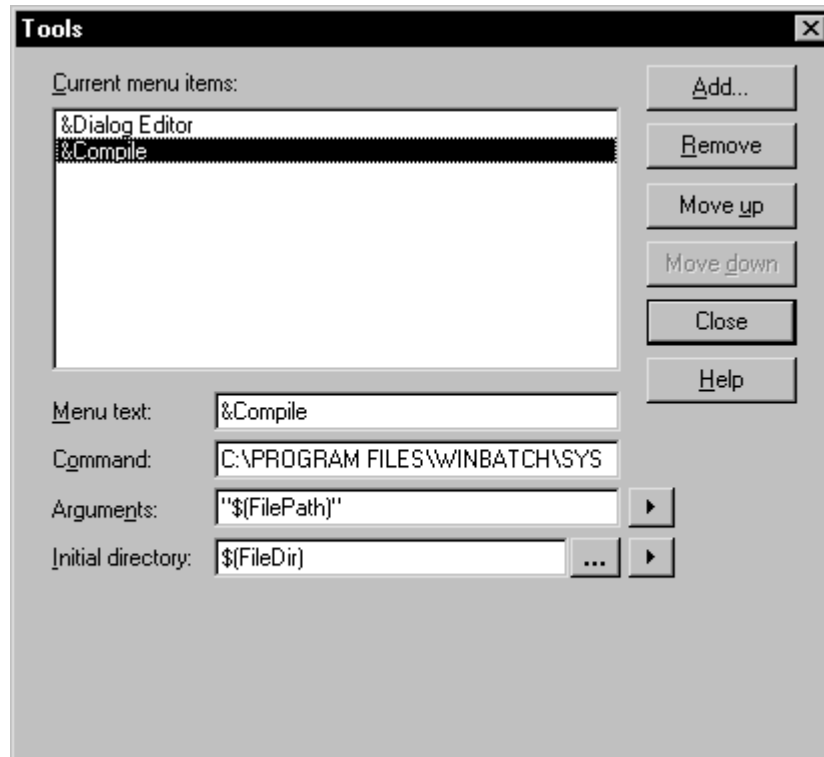 Tools
Current menu items:
&Dialog Editor
&Compile
Add...
Remove
Move up
Move down
Close
Help
Menu text: &Compile
Command: C:\PROGRAM FILES\WINBATCH\SYS
Arguments: "$(FilePath)"
Initial directory: $(FileDir) ...